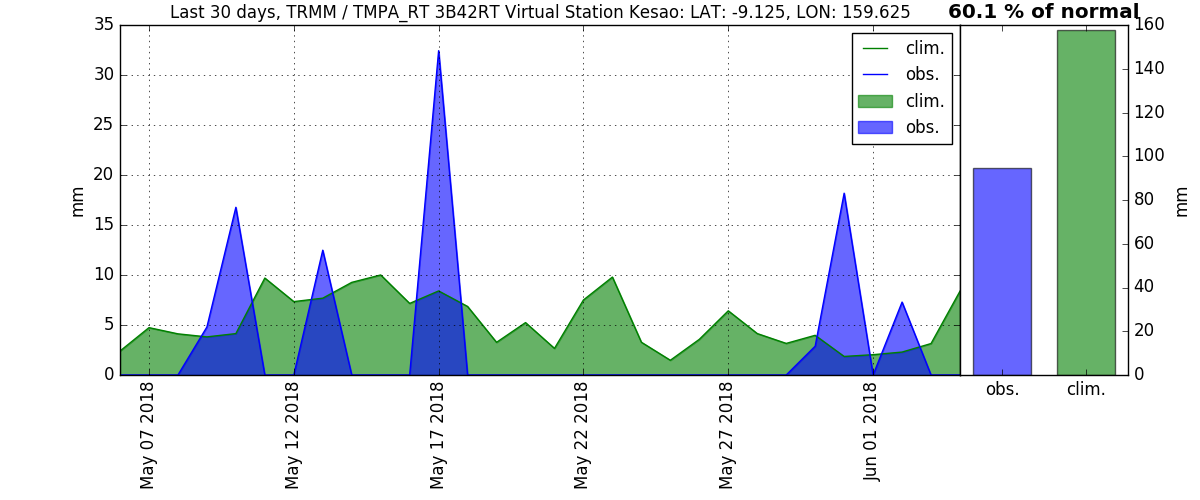 Last 30 days, TRMM / TMPA_RT 3B42RT Virtual Station Kesao: LAT: -9.125, LON: 159.625
60.1 % of normal
35
30
25
20
15
10
5
0
mm
clim.
obs.
clim.
obs.
May 07 2018
May 12 2018
May 17 2018
May 22 2018
May 27 2018
Jun 01 2018
160
140
120
100
80
60
40
20
0
mm
obs.
clim.